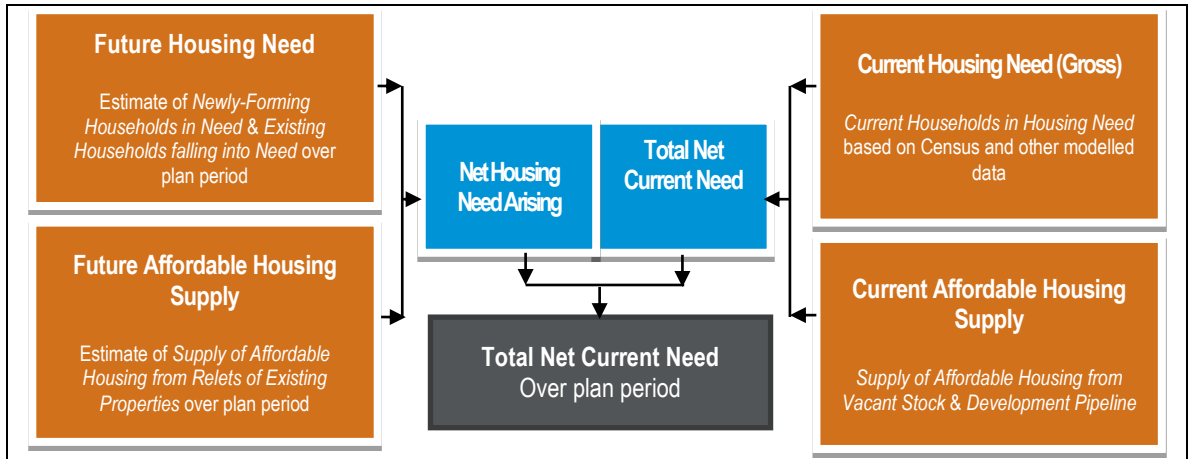 Future Housing Need
Estimate of Newly-Forming
Households in Need & Existing
Households falling into Need over
plan period
Future Affordable Housing
Supply
Estimate of Supply of Affordable
Housing from Relets of Existing
Properties over plan period
Net Housing
Need Arising
Total Net
Current Need
Total Net Current Need
Over plan period
Current Housing Need (Gross)
Current Households in Housing Need
based on Census and other modelled
data
Current Affordable Housing
Supply
Supply of Affordable Housing from
Vacant Stock & Development Pipeline